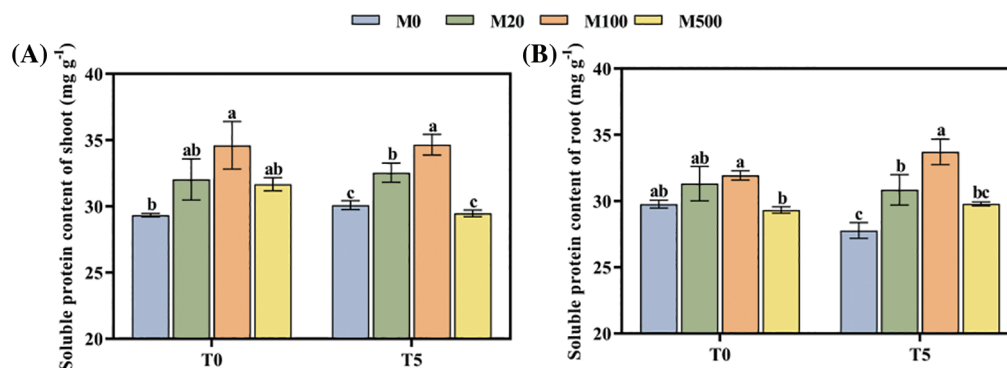 M0 M20 M100 M500
(A)
Soluble protein content of shoot (mg g⁻¹)
40
35
30
25
20
b
ab
a
ab
c
b
a
c
T0 T5
(B)
Soluble protein content of root (mg g⁻¹)
40
35
30
25
20
ab
ab
a
b
c
b
a
bc
T0 T5